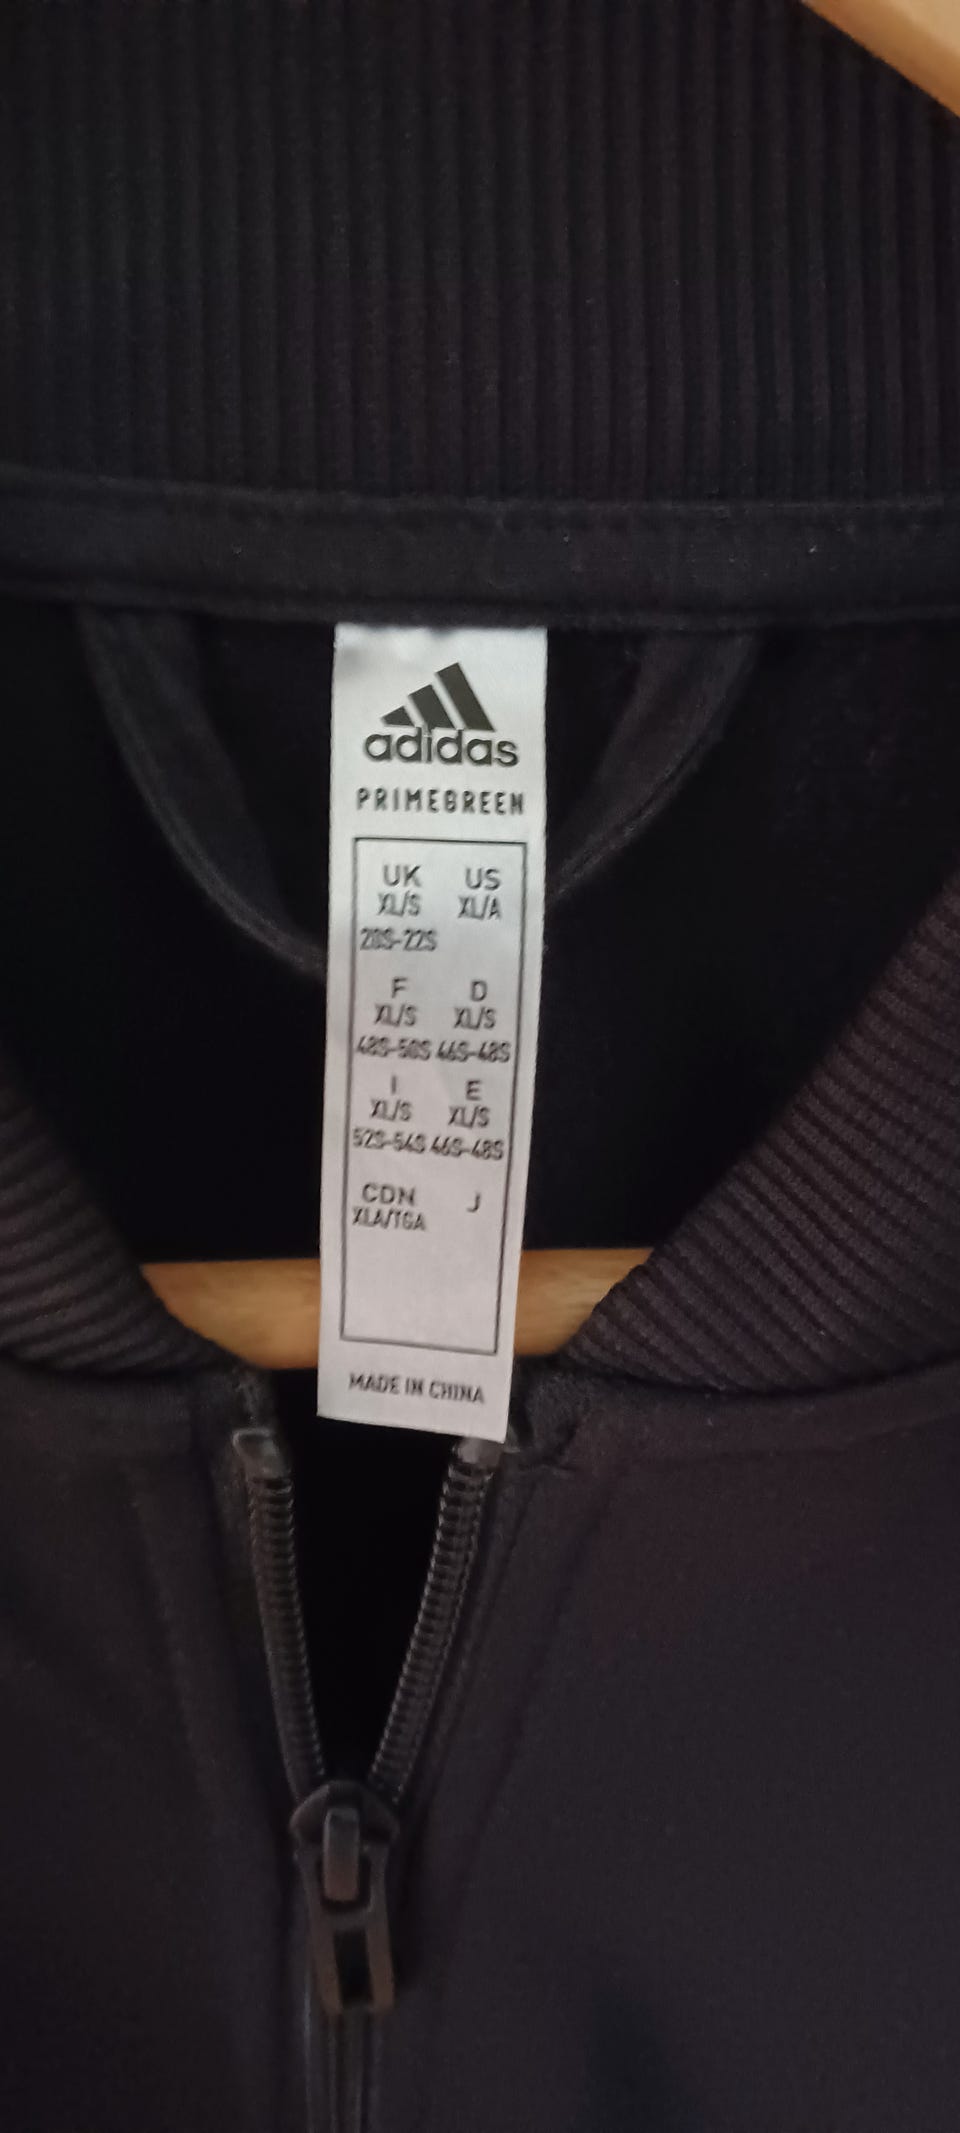 adidas
PRIMEGREEN
UK US
XL/S XL/A
20S-22S
F D
XL/S XL/S
48S-50S 46S-48S
I E
XL/S XL/S
52S-54S 46S-48S
CDN J
XLA/TGA
MADE IN CHINA